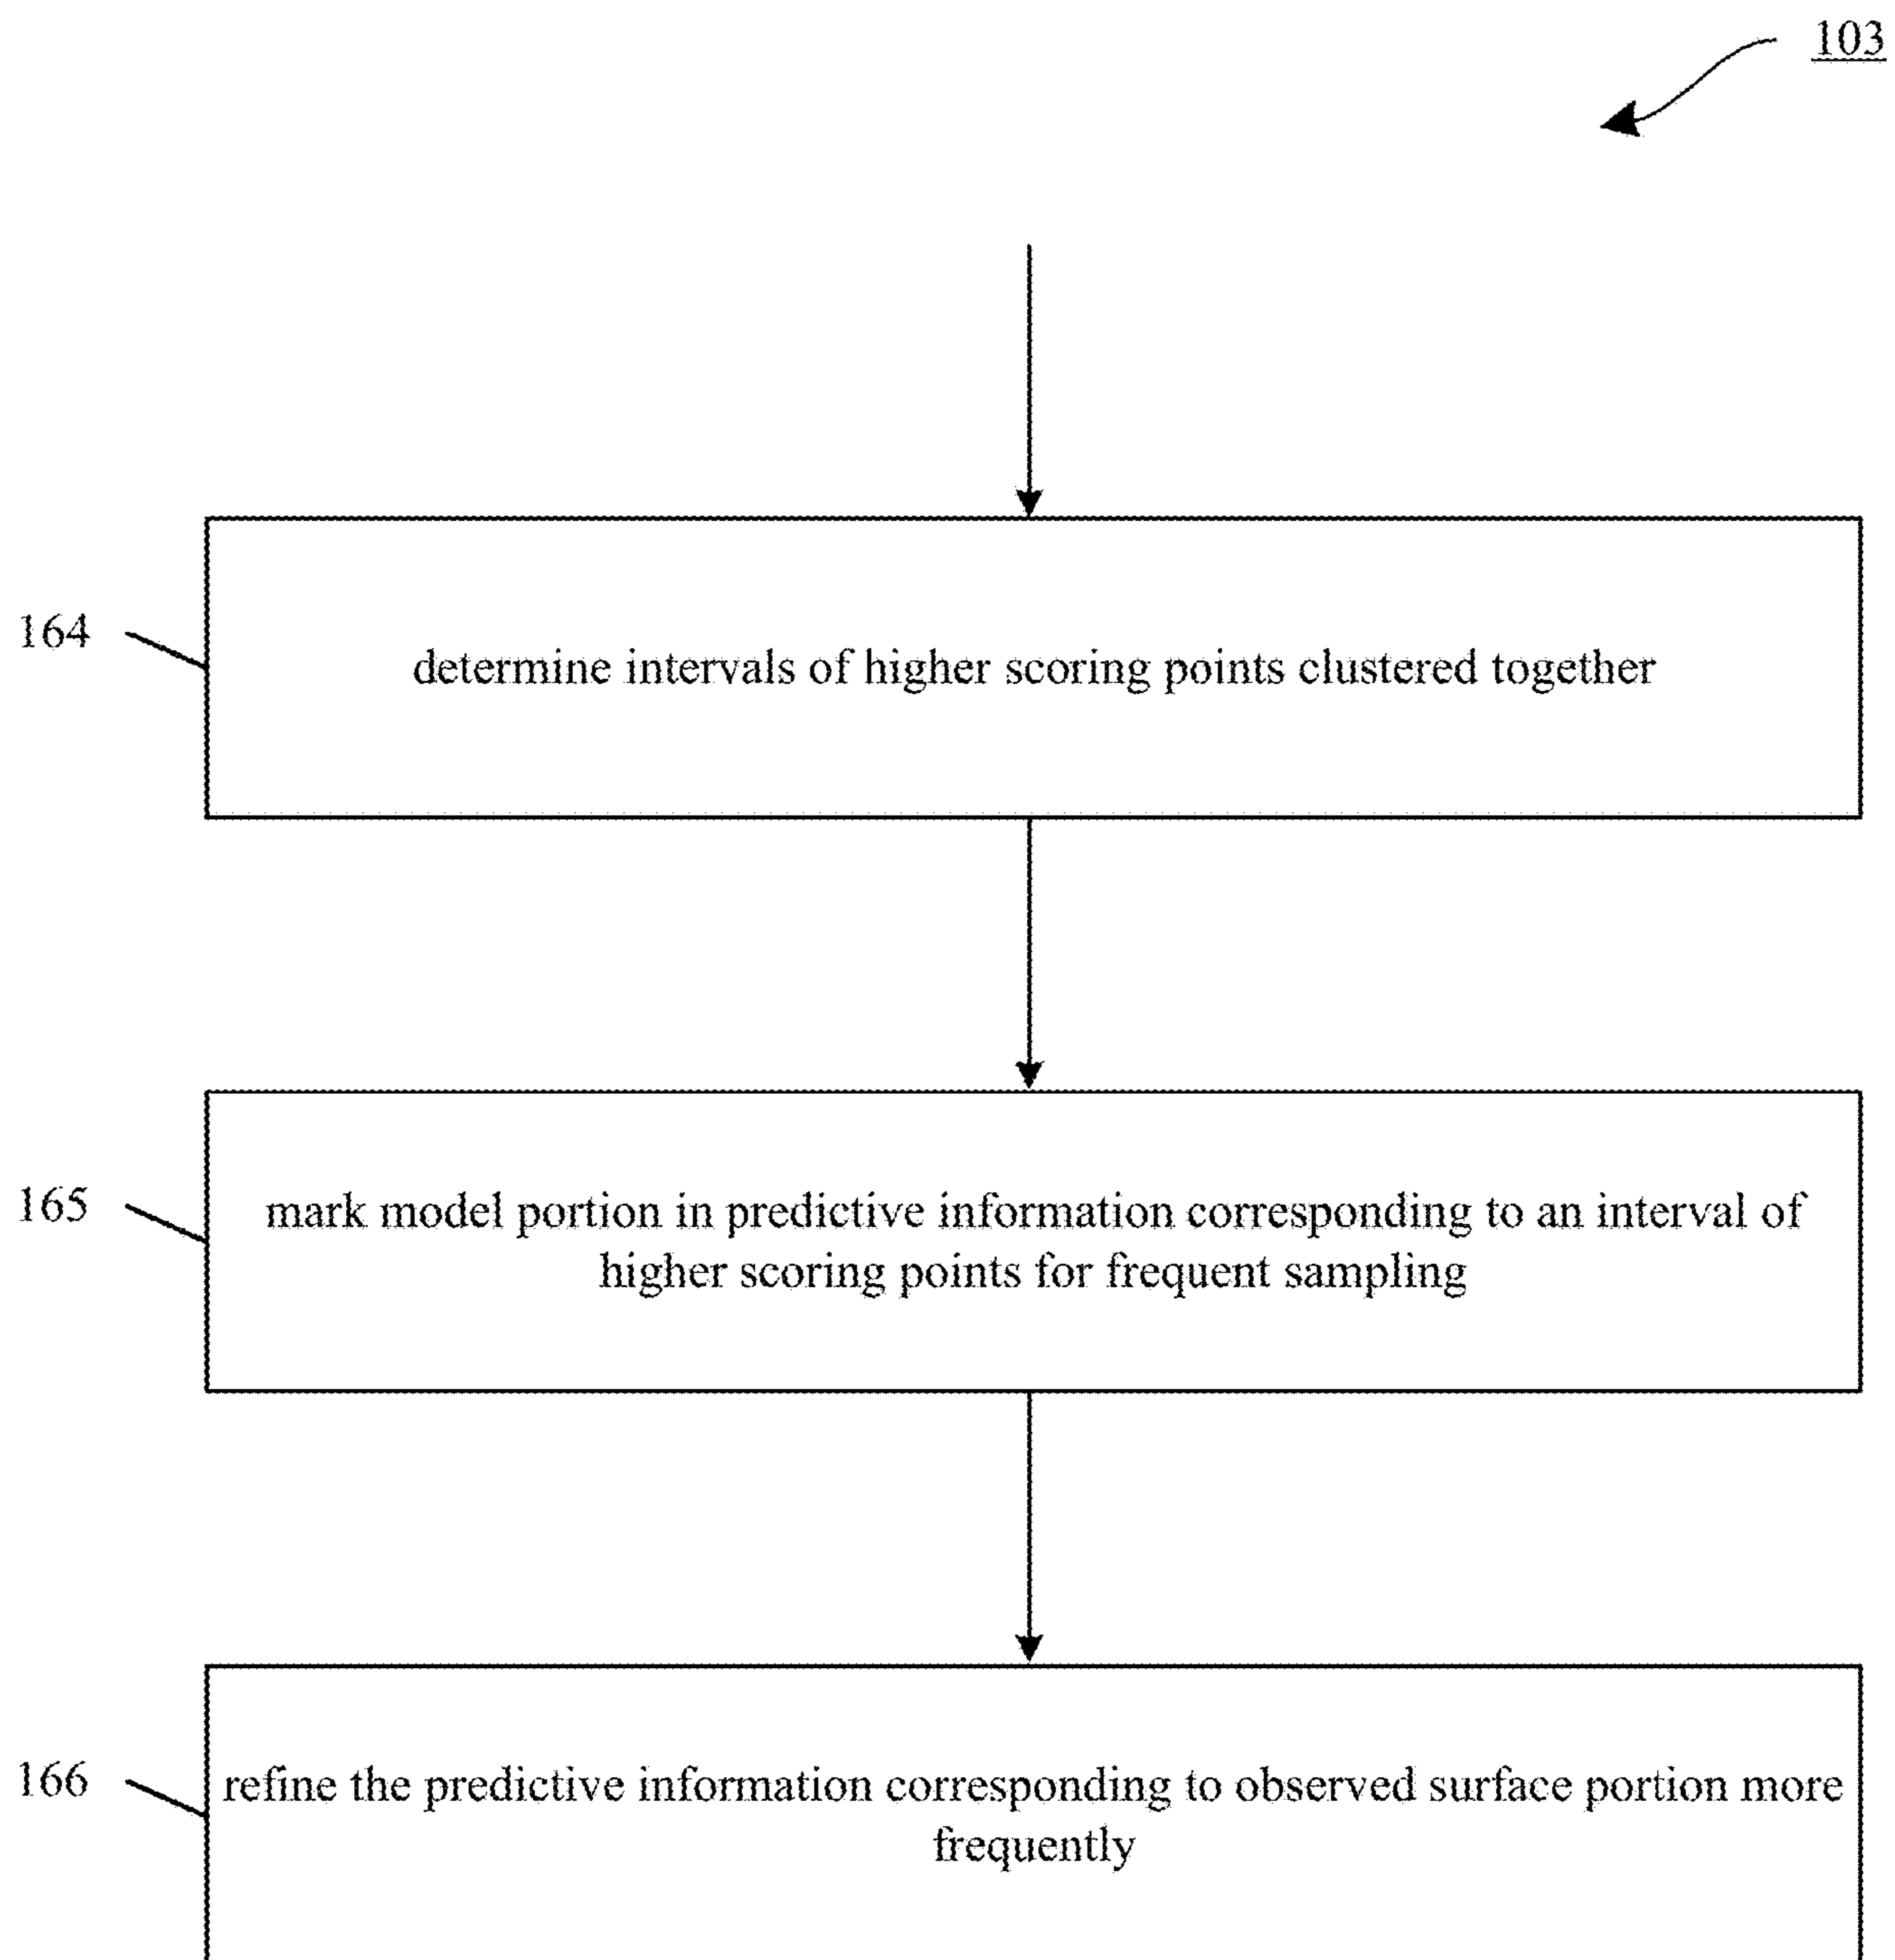 103
164
determine intervals of higher scoring points clustered together
165
mark model portion in predictive information corresponding to an interval of
higher scoring points for frequent sampling
166
refine the predictive information corresponding to observed surface portion more
frequently